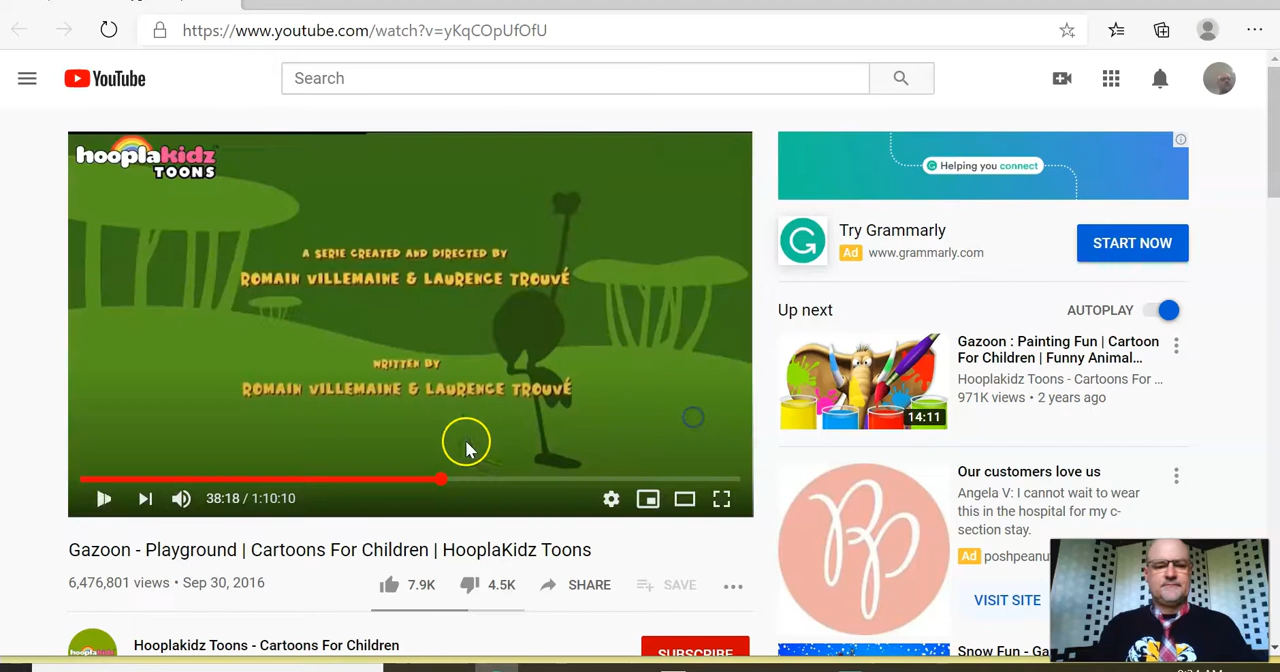 https://www.youtube.com/watch?v=yKqCOpUfOfU
YouTube
Search
hooplakidz
TOONS
A SERIE CREATED AND DIRECTED BY
ROMAIN VILLEMAINE & LAURENCE TROUVÉ
WRITTEN BY
ROMAIN VILLEMAINE & LAURENCE TROUVÉ
38:18 / 1:10:10
Gazoon - Playground | Cartoons For Children | HooplaKidz Toons
6,476,801 views • Sep 30, 2016
7.9K
4.5K
SHARE
SAVE
Hooplakidz Toons - Cartoons For Children
SUBSCRIBE
Helping you connect
Try Grammarly
Ad www.grammarly.com
START NOW
Up next
AUTOPLAY
14:11
Gazoon : Painting Fun | Cartoon
For Children | Funny Animal...
Hooplakidz Toons - Cartoons For ...
971K views • 2 years ago
Our customers love us
Angela V: I cannot wait to wear
this in the hospital for my c-
section stay.
Ad poshpeanu
VISIT SITE
Snow Fun - Ga